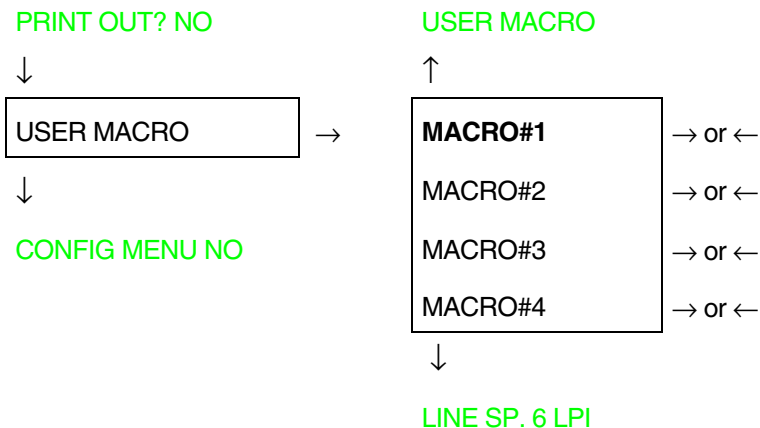 PRINT OUT? NO USER MACRO
↓ ↑
USER MACRO → MACRO#1 → or ←
↓ MACRO#2 → or ←
CONFIG MENU NO MACRO#3 → or ←
MACRO#4 → or ←
↓
LINE SP. 6 LPI